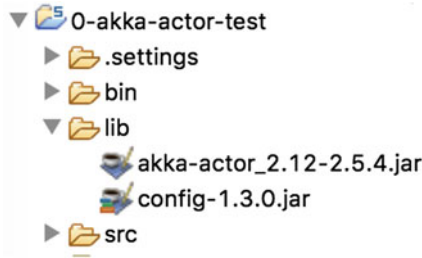 0-akka-actor-test
.settings
bin
lib
akka-actor_2.12-2.5.4.jar
config-1.3.0.jar
src